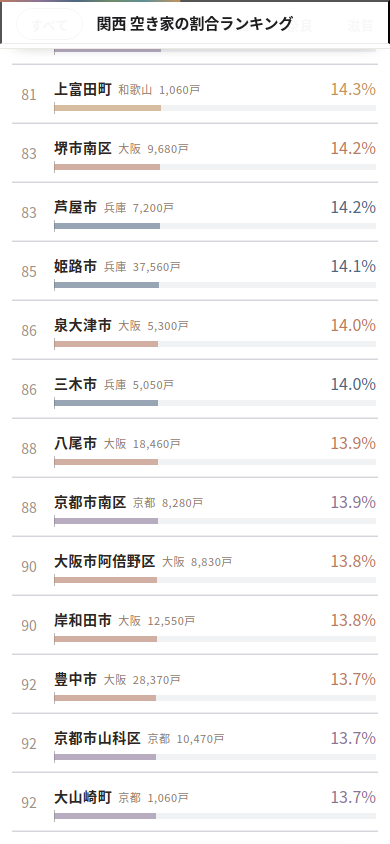 関西 空き家の割合ランキング
すべて
滋賀
81 上富田町 和歌山 1,060戸 14.3%
83 堺市南区 大阪 9,680戸 14.2%
83 芦屋市 兵庫 7,200戸 14.2%
85 姫路市 兵庫 37,560戸 14.1%
86 泉大津市 大阪 5,300戸 14.0%
86 三木市 兵庫 5,050戸 14.0%
88 八尾市 大阪 18,460戸 13.9%
88 京都市南区 京都 8,280戸 13.9%
90 大阪市阿倍野区 大阪 8,830戸 13.8%
90 岸和田市 大阪 12,550戸 13.8%
92 豊中市 大阪 28,370戸 13.7%
92 京都市山科区 京都 10,470戸 13.7%
92 大山崎町 京都 1,060戸 13.7%